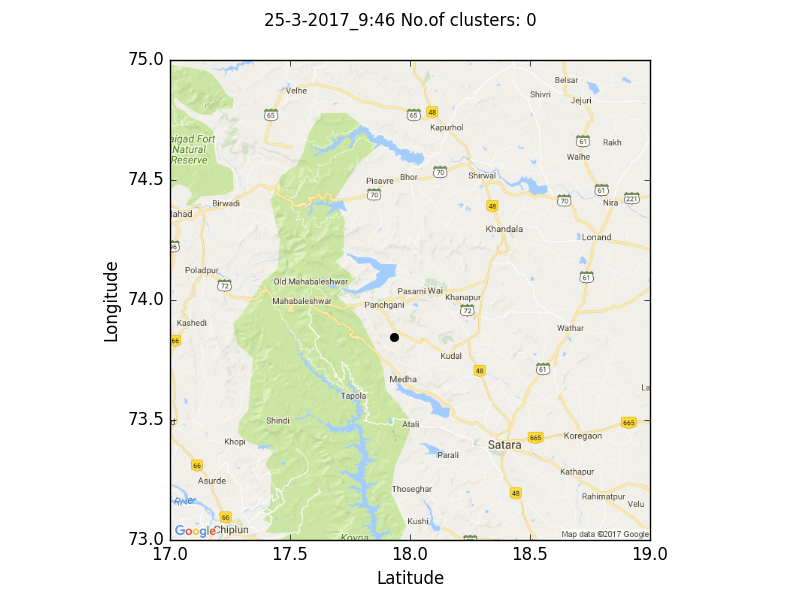 25-3-2017_9:46 No.of clusters: 0
75.0
74.5
74.0
73.5
73.0
17.0
17.5
18.0
18.5
19.0
Longitude
Latitude
Velhe
65
65
48
Kapurhol
Belsar
Shivri
Jejuri
aigad Fort
Natural
Reserve
61
Rakh
Walhe
Pisavre
Bhor
70
70
Shirwal
48
70
61
221
Nira
Birwadi
ahad
Khandala
Lonand
Poladpur
72
Old Mahabaleshwar
Mahabaleshwar
Pasarni
Wai
Panchgani
Khanapur
72
61
Kashedi
66
Wathar
Kudal
48
61
Medha
La
Tapola
Shindi
Atali
665
665
Khopi
Satara
Koregaon
66
Asurde
Parali
Kathapur
Thoseghar
48
Rahimatpur
Velu
River
66
Kushi
Google
Chiplun
Koyna
Map data ©2017 Google